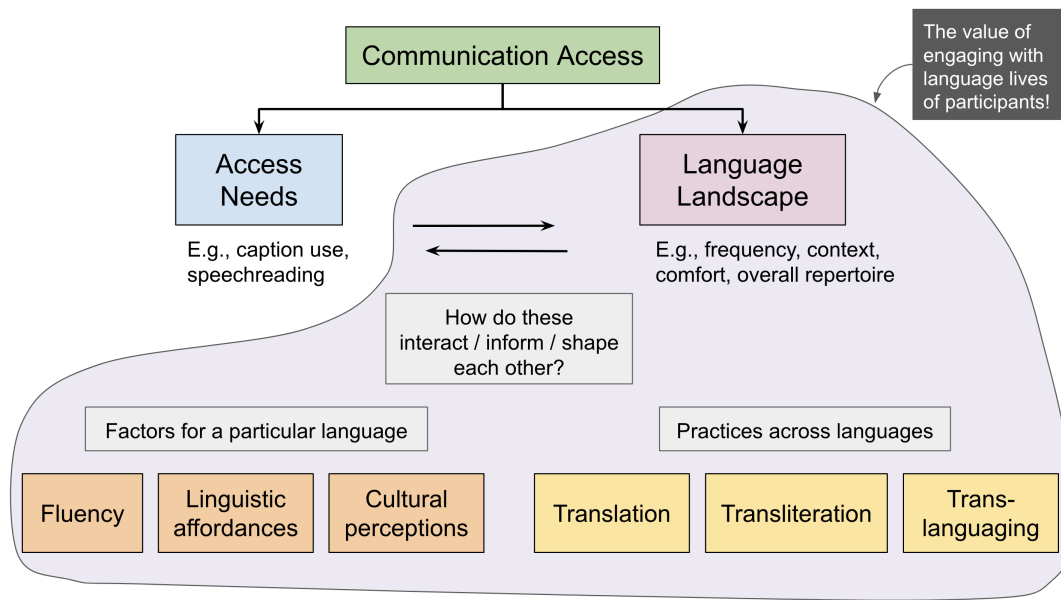 The value of
engaging with
language lives
of participants!
Communication Access
Access
Needs
Language
Landscape
E.g., caption use,
speechreading
E.g., frequency, context,
comfort, overall repertoire
How do these
interact / inform / shape
each other?
Factors for a particular language
Practices across languages
Fluency
Linguistic
affordances
Cultural
perceptions
Translation
Transliteration
Trans-
languaging